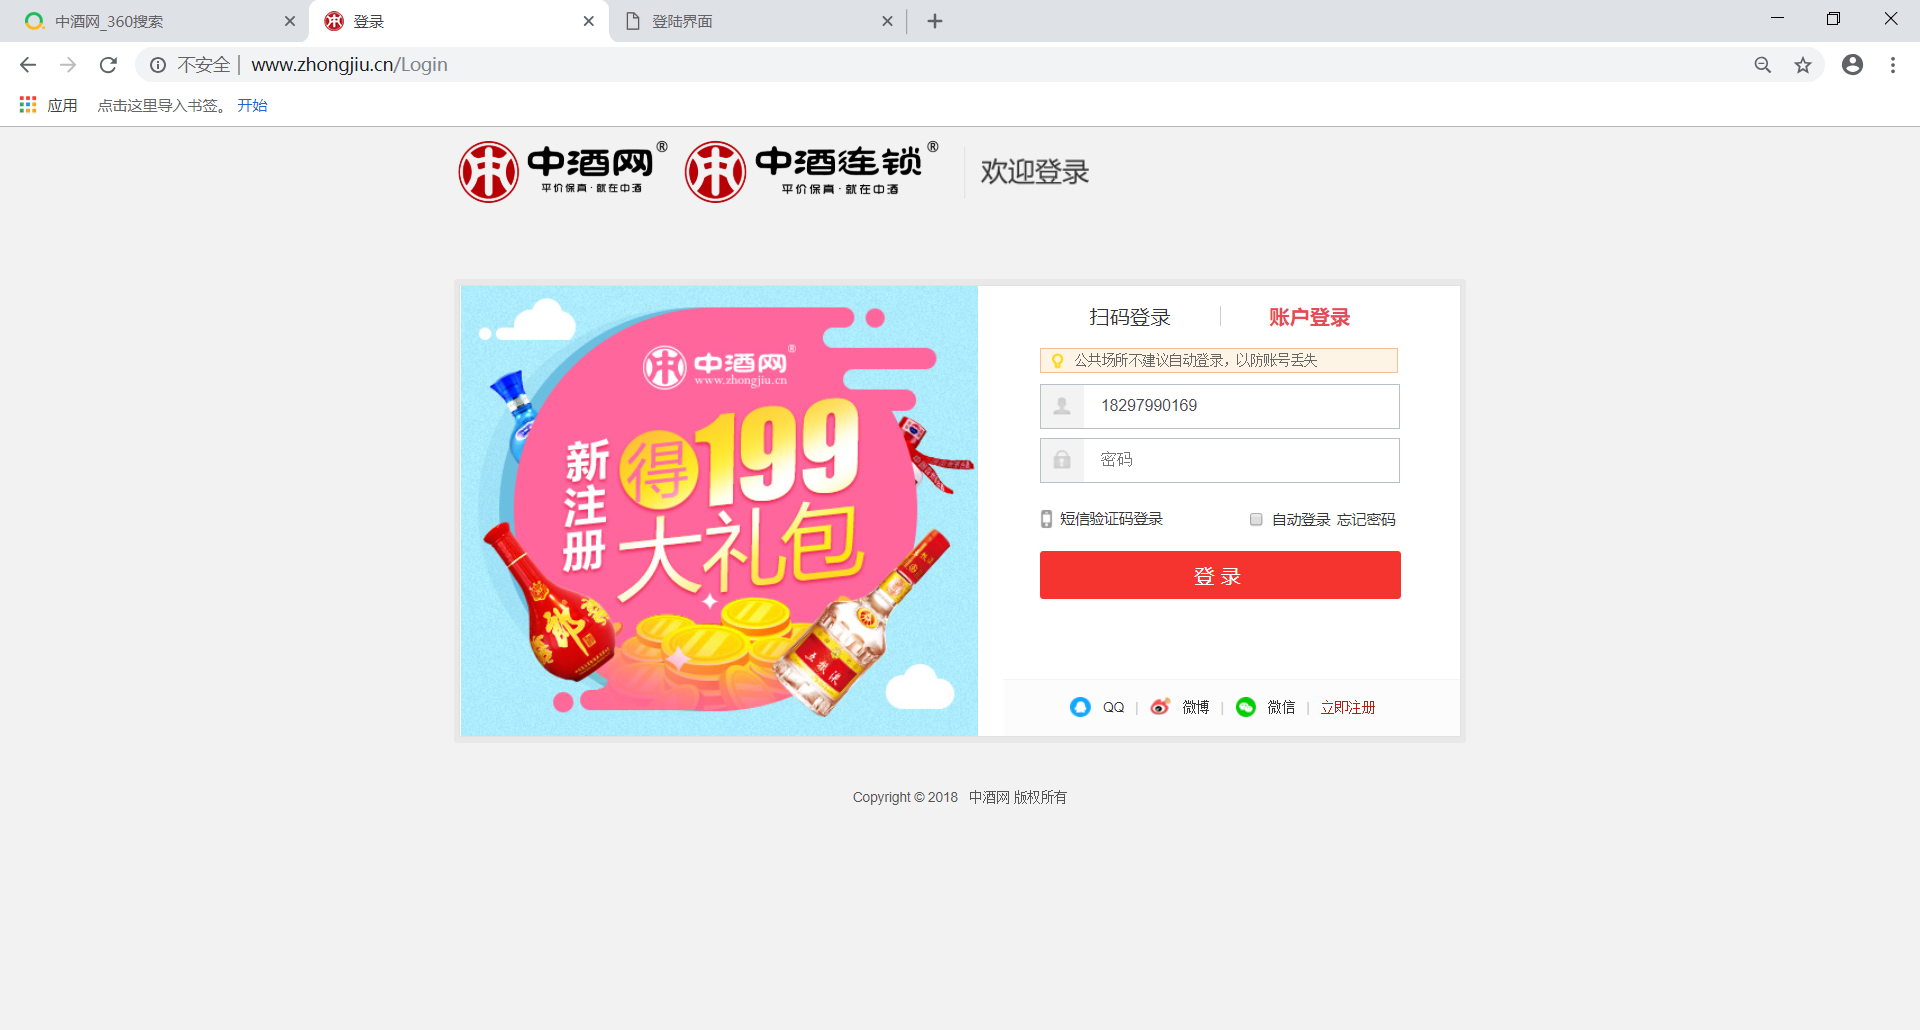 中酒网_360搜索
登录
登陆界面
不安全 | www.zhongjiu.cn/Login
应用 点击这里导入书签。 开始
中酒网®
平价保真·就在中酒
中酒连锁®
平价保真·就在中酒
欢迎登录
中酒网®
www.zhongjiu.cn
新注册
得199
大礼包
郎
五粮液
扫码登录
账户登录
公共场所不建议自动登录，以防账号丢失
18297990169
密码
短信验证码登录
自动登录 忘记密码
登 录
QQ | 微博 | 微信 | 立即注册
Copyright © 2018 中酒网 版权所有